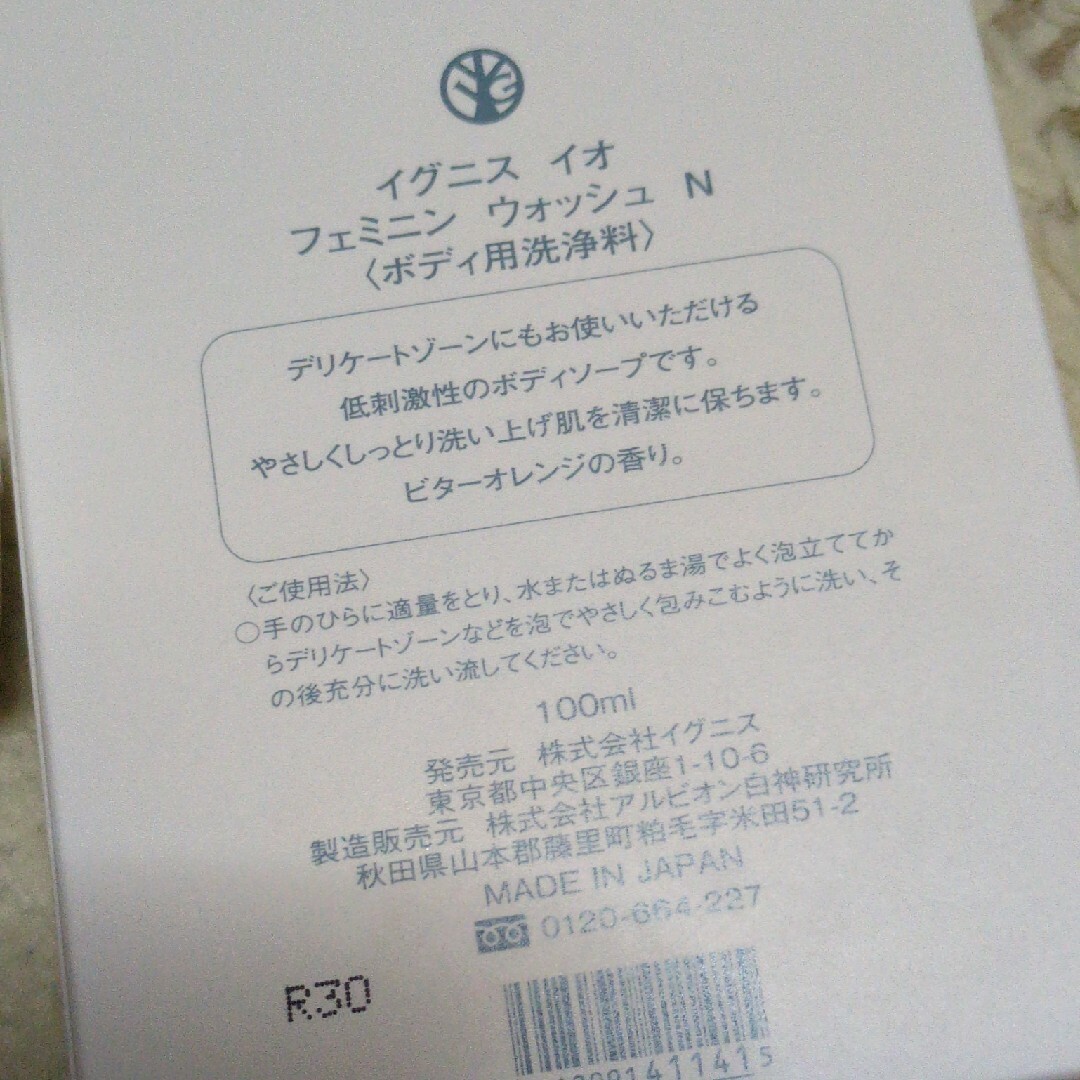 イグニス イオ
フェミニン ウォッシュ N
〈ボディ用洗浄料〉
デリケートゾーンにもお使いいただける
低刺激性のボディソープです。
やさしくしっとり洗い上げ肌を清潔に保ちます。
ビターオレンジの香り。
〈ご使用法〉
○手のひらに適量をとり、水またはぬるま湯でよく泡立ててか
らデリケートゾーンなどを泡でやさしく包みこむように洗い、そ
の後充分に洗い流してください。
100ml
発売元 株式会社イグニス
東京都中央区銀座1-10-6
製造販売元 株式会社アルビオン白神研究所
秋田県山本郡藤里町粕毛字米田51-2
MADE IN JAPAN
0120-664-227
R30